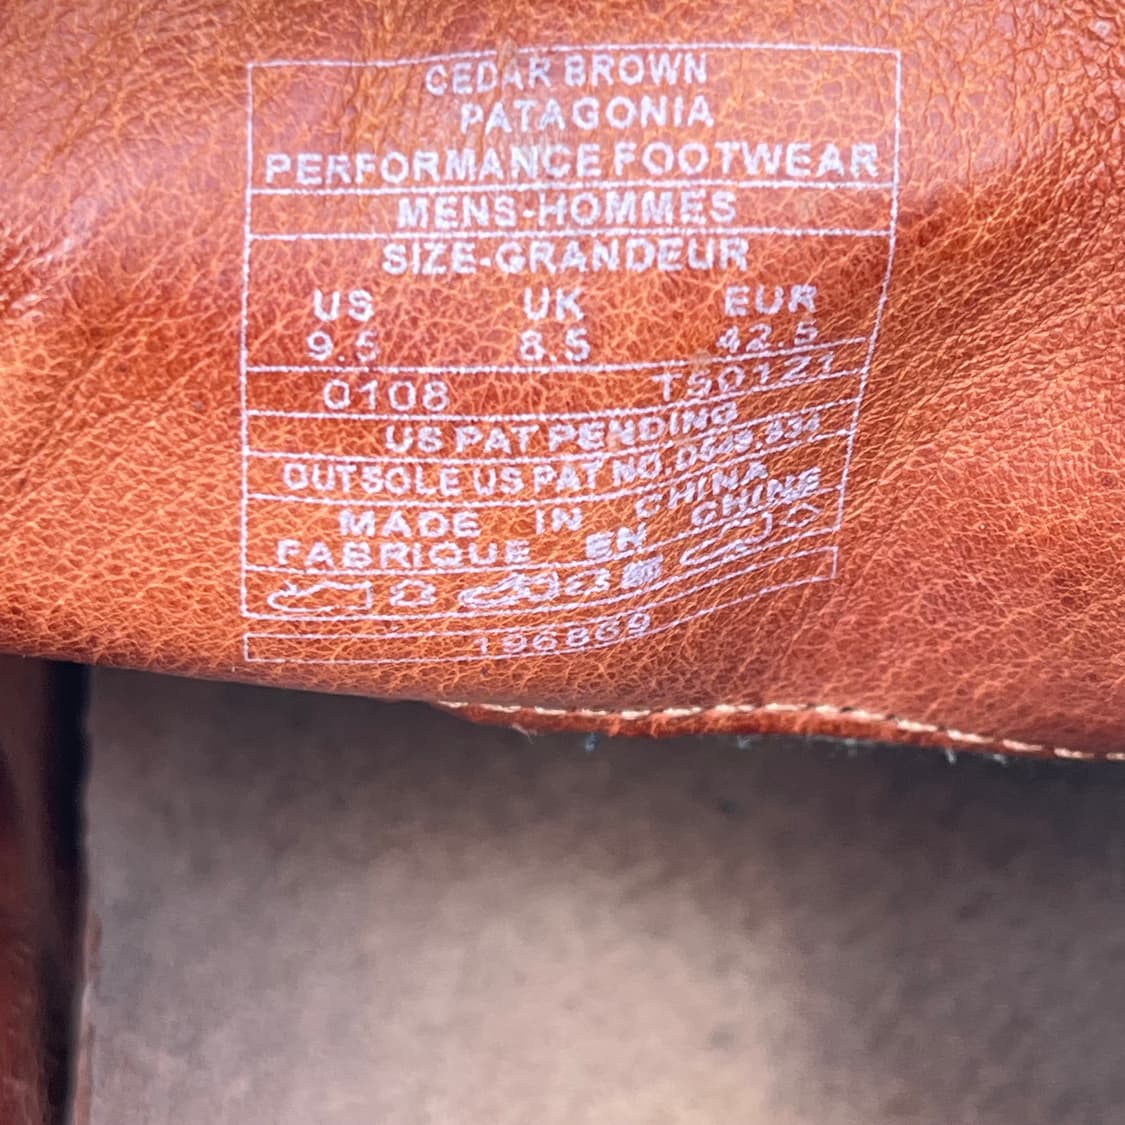 CEDAR BROWN
PATAGONIA
PERFORMANCE FOOTWEAR
MENS-HOMMES
SIZE-GRANDEUR
US UK EUR
9.5 8.5 42.5
0108 T50121
US PAT PENDING
OUTSOLE US PAT NO.
MADE IN CHINA
FABRIQUE EN CHINE
196869